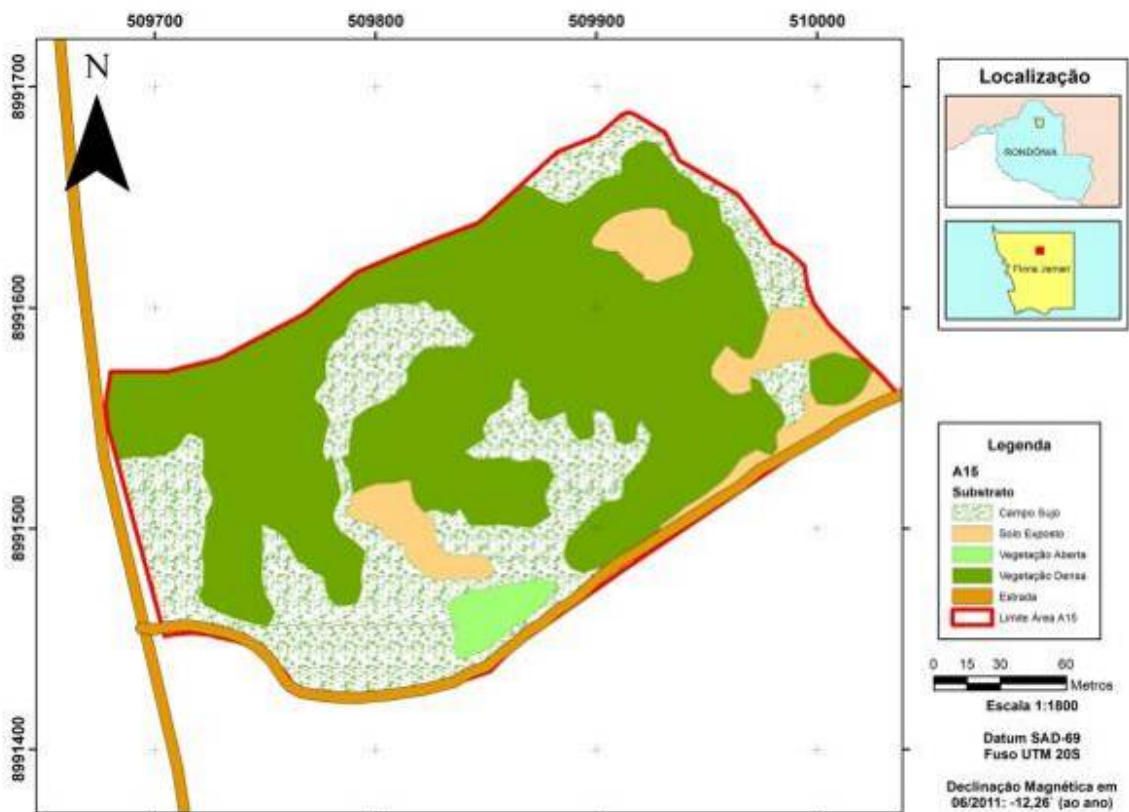 509700 509800 509900 510000
8991700
8991600
8991500
8991400
N
Localização
RONDÔNIA
Flona Jamari
Legenda
A15
Substrato
Campo Sujo
Solo Exposto
Vegetação Aberta
Vegetação Densa
Estrada
Limite Área A15
0 15 30 60
Metros
Escala 1:1800
Datum SAD-69
Fuso UTM 20S
Declinação Magnética em
06/2011: -12,26' (ao ano)